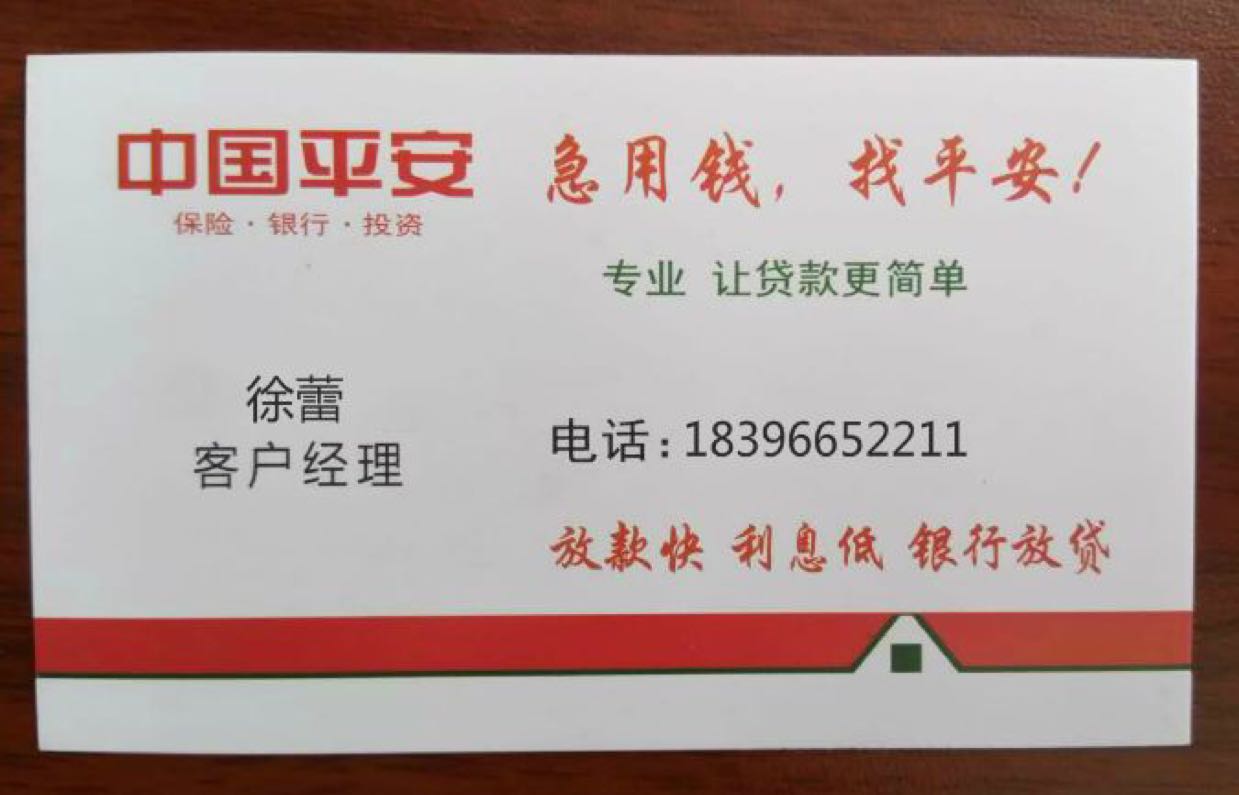 中国平安
保险·银行·投资
急用钱，找平安！
专业 让贷款更简单
徐蕾
客户经理
电话:18396652211
放款快 利息低 银行放贷